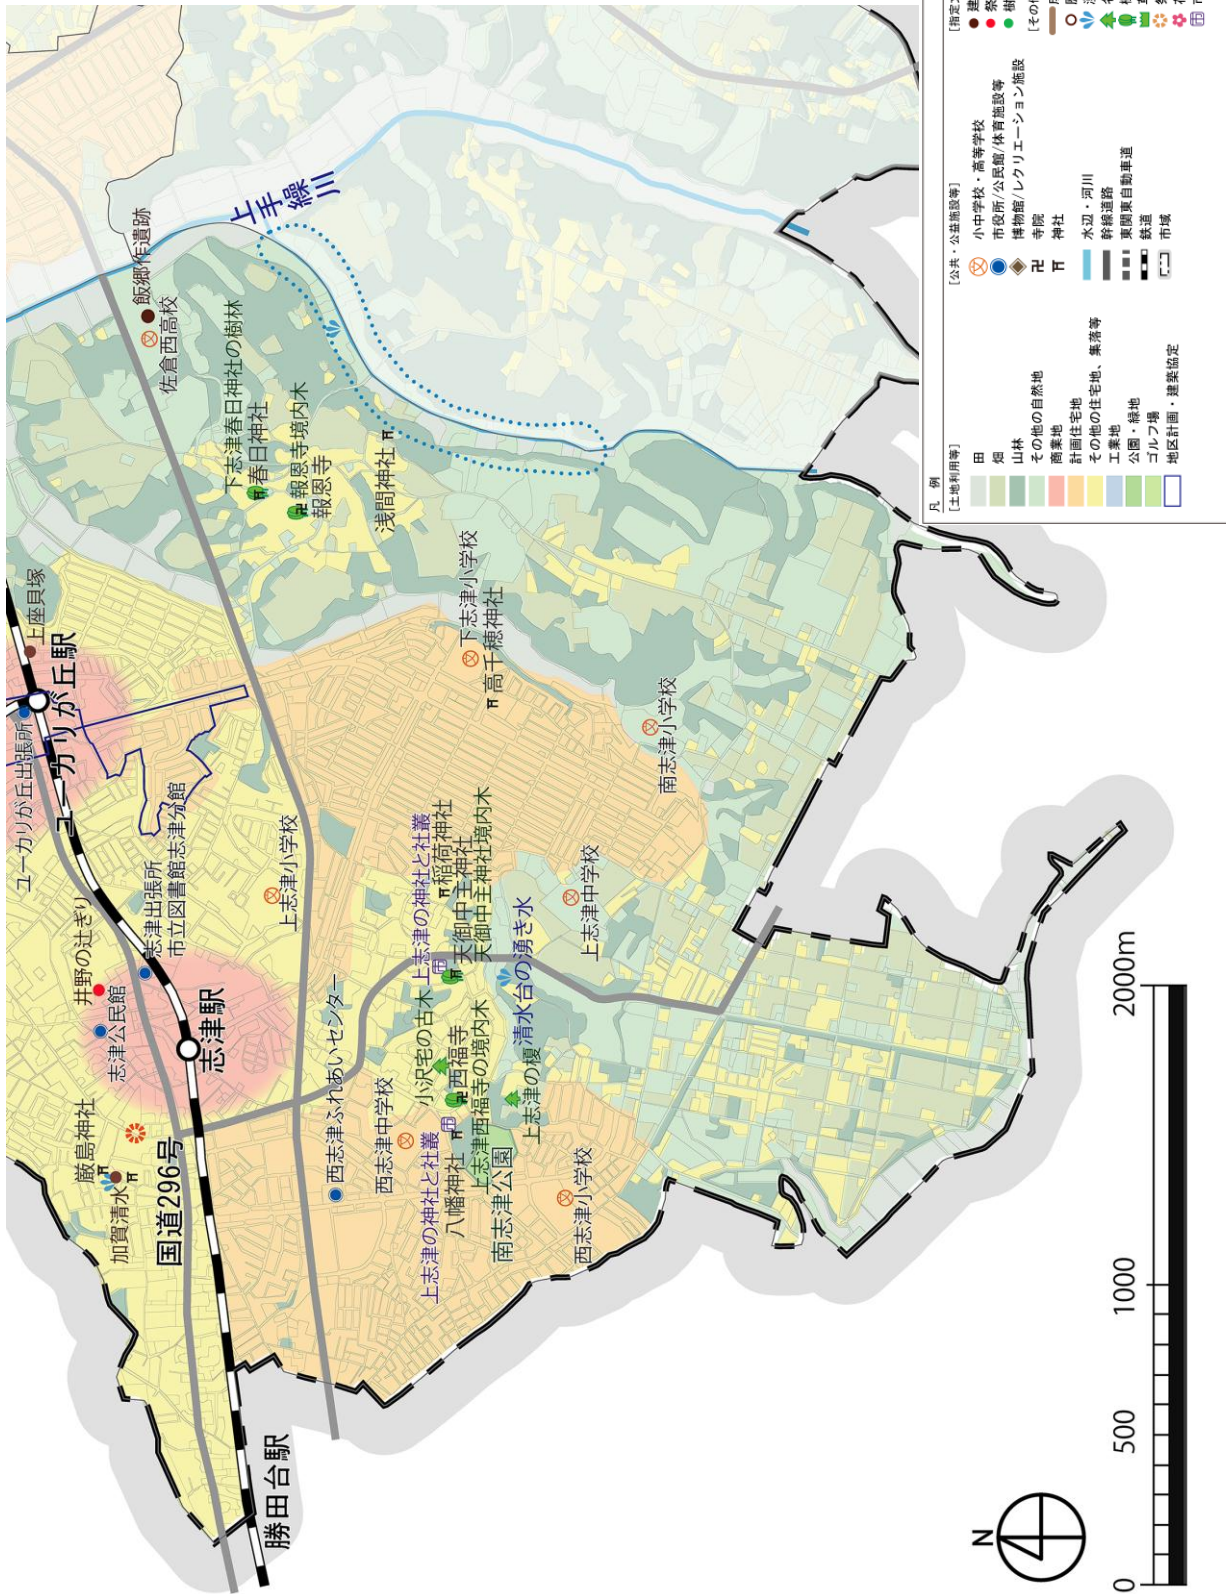 上手繰
川
飯郷作遺跡
佐倉西高校
下志津春日神社の樹林
春日神社
報恩寺境内木
報恩寺
浅間神社
上座貝塚
ユーカリが丘駅
ユーカリが丘出張所
下志津小学校
高千穂神社
南志津小学校
志津出張所
市立図書館志津分館
上志津小学校
井野の辻ぎり
志津公民館
志津駅
上志津の神社と社叢
稲荷神社
天御中主神社
天御中主神社境内木
清水台の湧き水
上志津中学校
西志津ふれあいセンター
小沢宅の古木
西福寺
上志津西福寺の境内木
上志津の榎
西志津中学校
上志津の神社と社叢
八幡神社
南志津公園
西志津小学校
厳島神社
加賀清水
国道296号
勝田台駅
N
0
500
1000
2000m
凡 例
[土地利用等]
田
畑
山林
その他の自然地
商業地
計画住宅地
その他の住宅地、集落等
工業地
公園・緑地
ゴルフ場
地区計画・建築協定
[公共・公益施設等]
小中学校・高等学校
市役所/公民館/体育施設等
博物館/レクリエーション施設
寺院
神社
水辺・河川
幹線道路
東関東自動車道
鉄道
市域